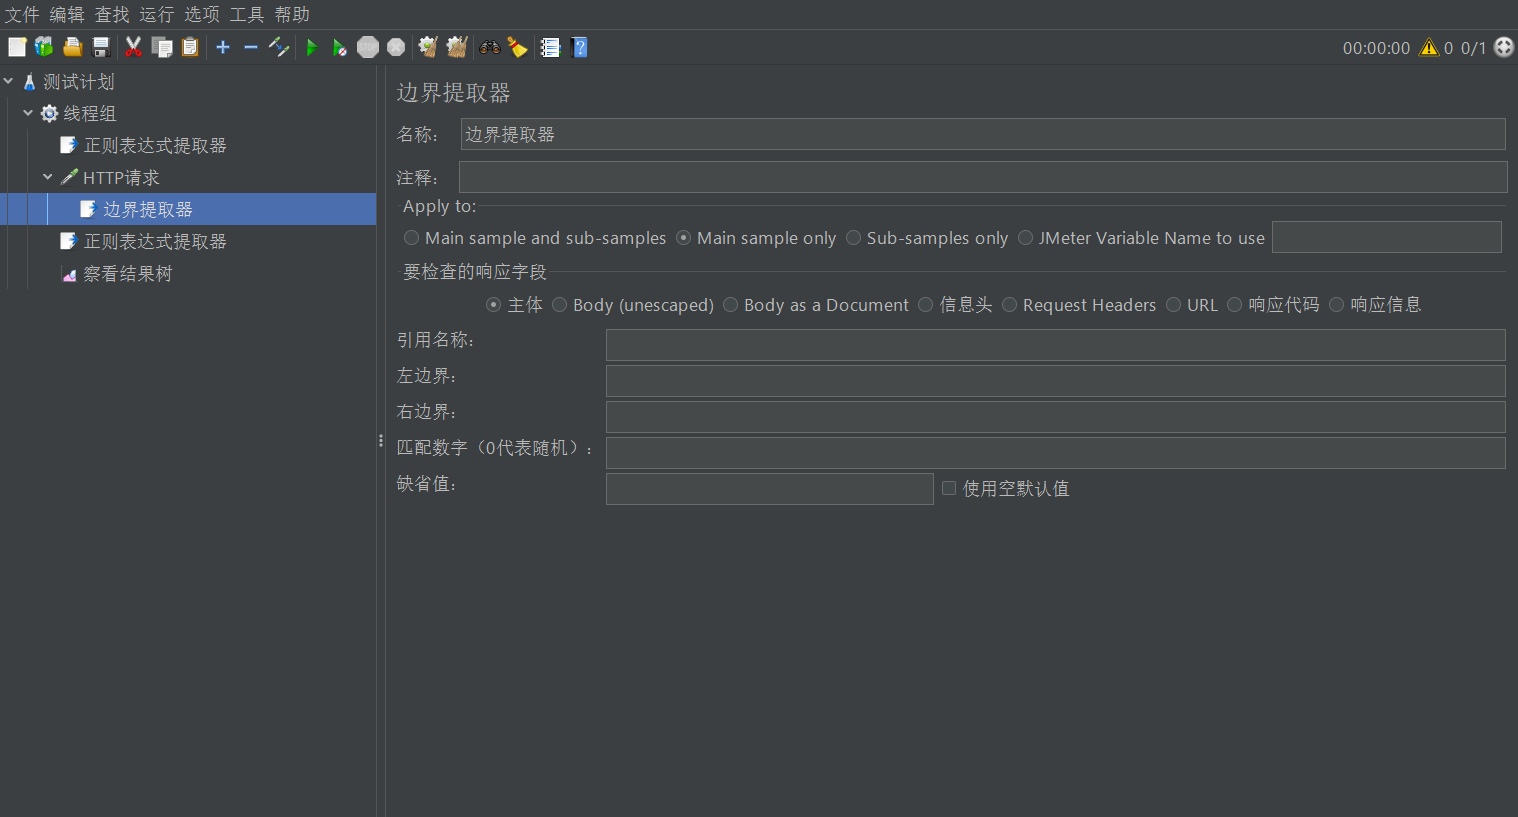 文件 编辑 查找 运行 选项 工具 帮助
00:00:00 0 0/1
测试计划
线程组
正则表达式提取器
HTTP请求
边界提取器
正则表达式提取器
察看结果树
边界提取器
名称： 边界提取器
注释：
Apply to:
Main sample and sub-samples Main sample only Sub-samples only JMeter Variable Name to use
要检查的响应字段
主体 Body (unescaped) Body as a Document 信息头 Request Headers URL 响应代码 响应信息
引用名称：
左边界：
右边界：
匹配数字（0代表随机）：
缺省值： 使用空默认值